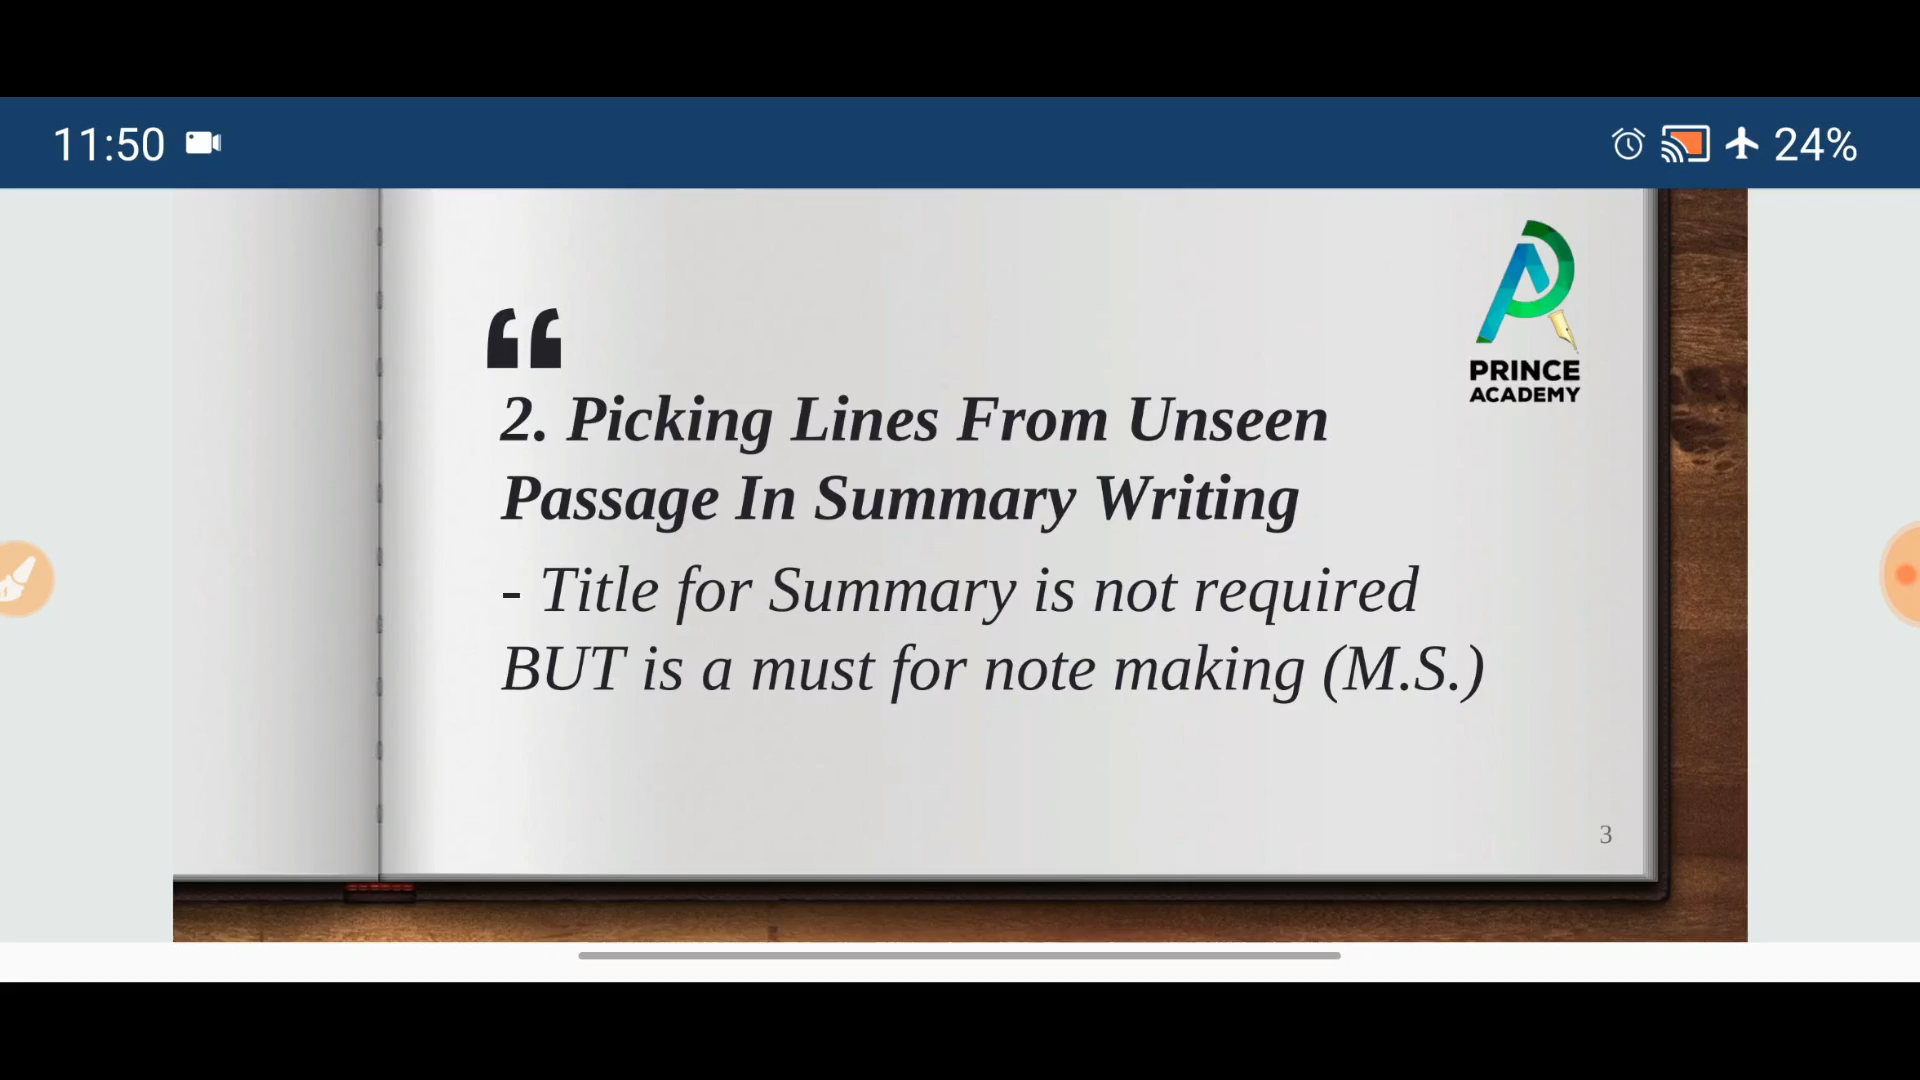 11:50
24%
PRINCE
ACADEMY
“
2. Picking Lines From Unseen
Passage In Summary Writing
- Title for Summary is not required
BUT is a must for note making (M.S.)
3